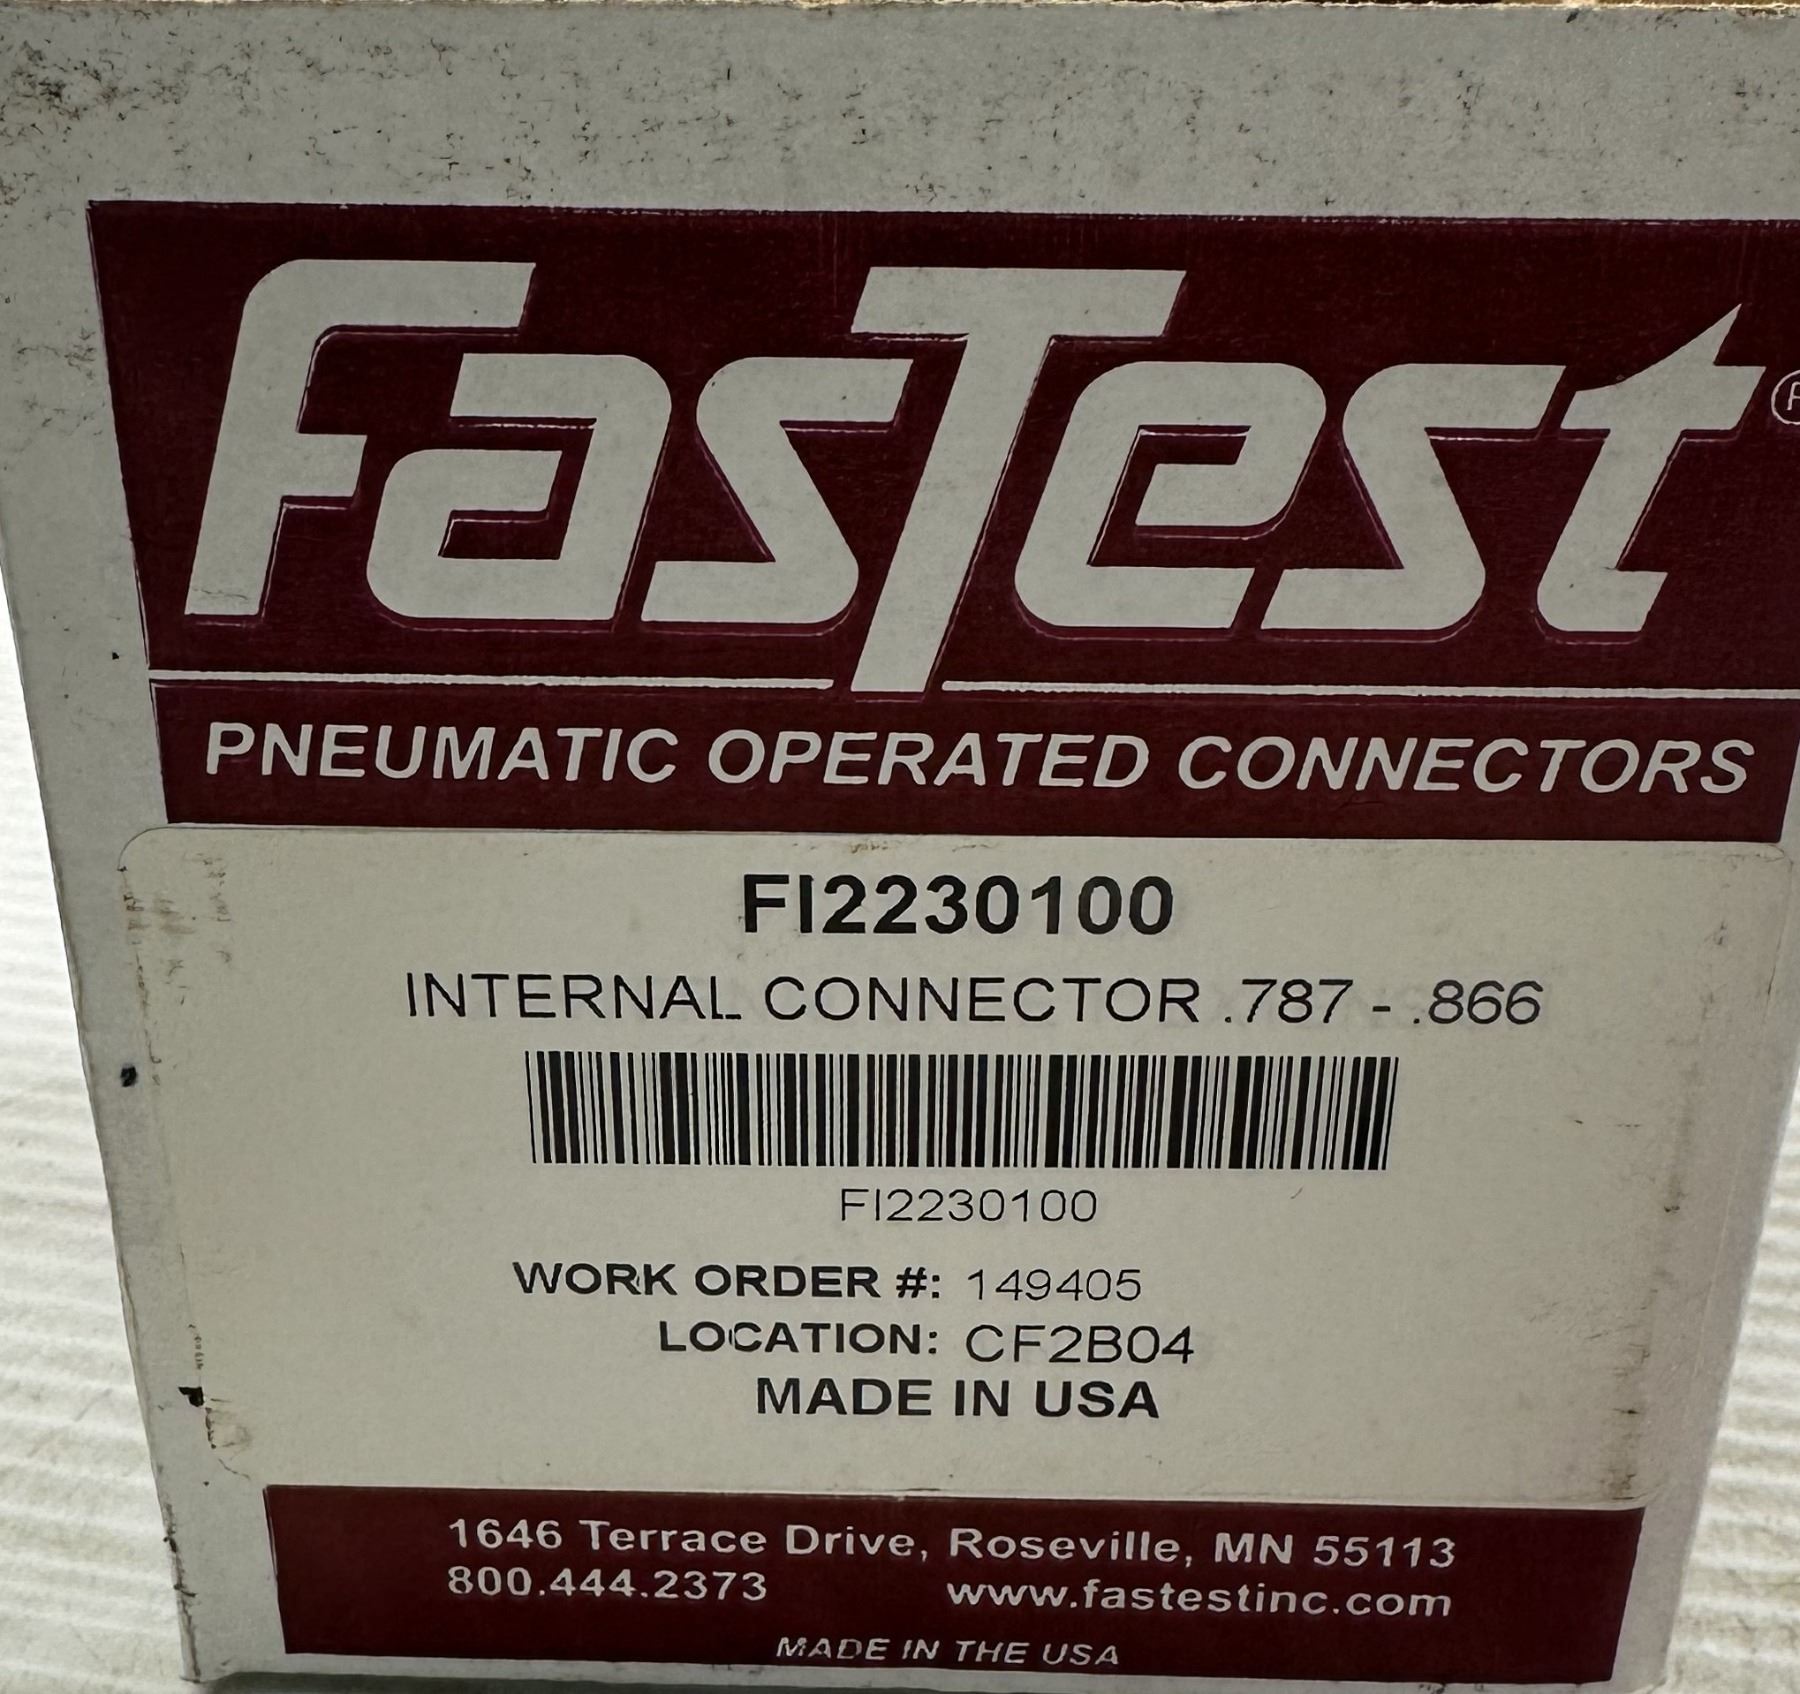 FasTest®
PNEUMATIC OPERATED CONNECTORS
FI2230100
INTERNAL CONNECTOR .787 - .866
FI2230100
WORK ORDER #: 149405
LOCATION: CF2B04
MADE IN USA
1646 Terrace Drive, Roseville, MN 55113
800.444.2373 www.fastestinc.com
MADE IN THE USA